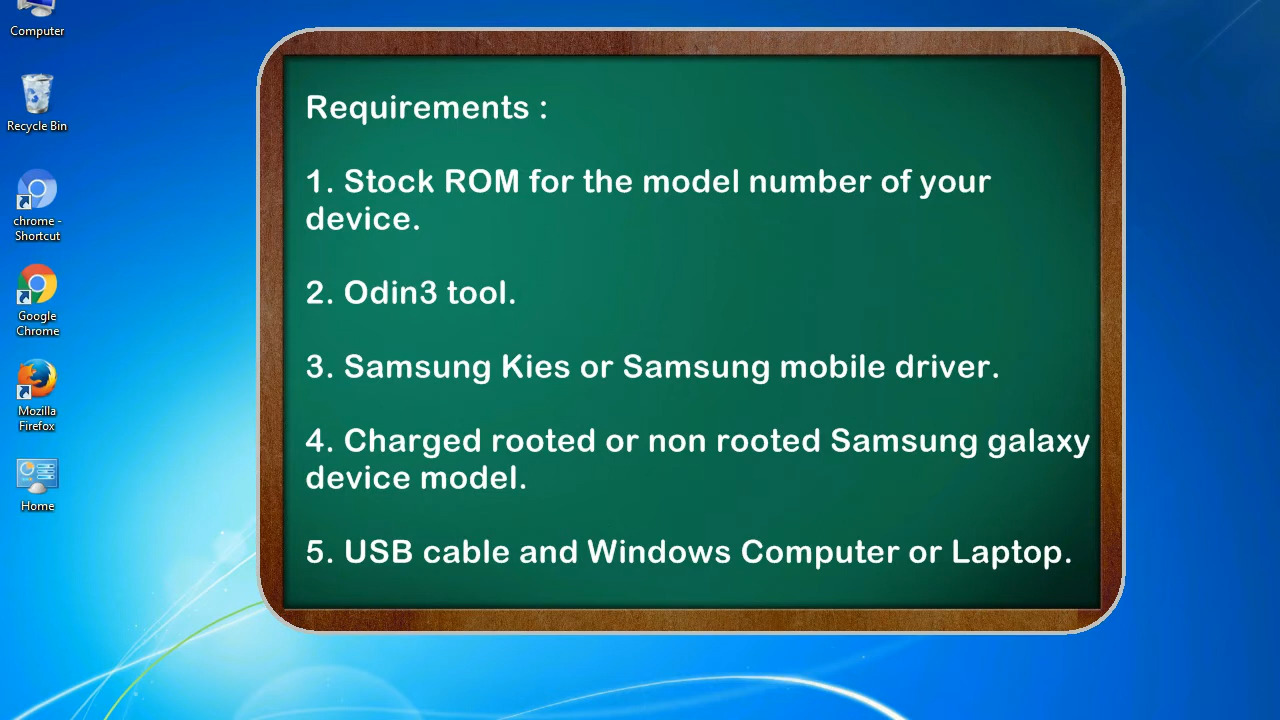 Computer
Recycle Bin
chrome -
Shortcut
Google
Chrome
Mozilla
Firefox
Home
Requirements :
1. Stock ROM for the model number of your
device.
2. Odin3 tool.
3. Samsung Kies or Samsung mobile driver.
4. Charged rooted or non rooted Samsung galaxy
device model.
5. USB cable and Windows Computer or Laptop.